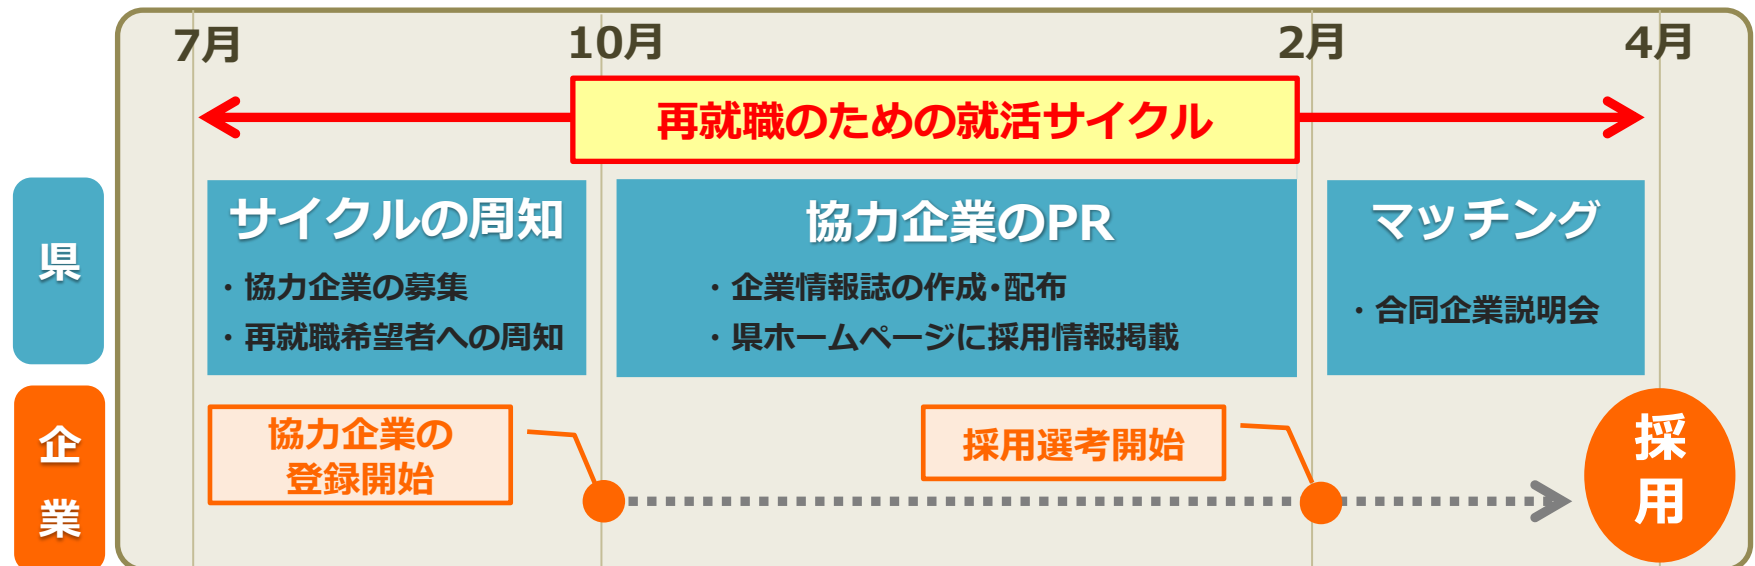 7月
10月
2月
4月
再就職のための就活サイクル
県
サイクルの周知
・協力企業の募集
・再就職希望者への周知
協力企業のPR
・企業情報誌の作成・配布
・県ホームページに採用情報掲載
マッチング
・合同企業説明会
企業
協力企業の
登録開始
採用選考開始
採用